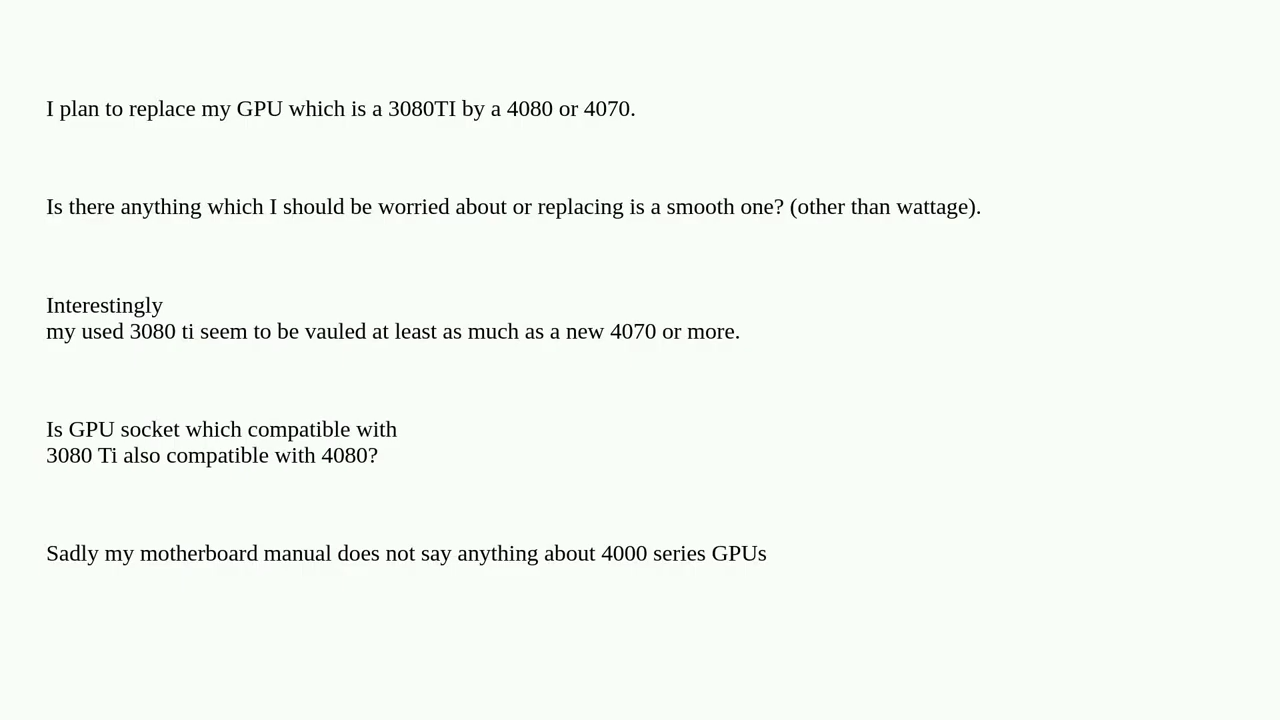 I plan to replace my GPU which is a 3080TI by a 4080 or 4070.
Is there anything which I should be worried about or replacing is a smooth one? (other than wattage).
Interestingly
my used 3080 ti seem to be vauled at least as much as a new 4070 or more.
Is GPU socket which compatible with
3080 Ti also compatible with 4080?
Sadly my motherboard manual does not say anything about 4000 series GPUs